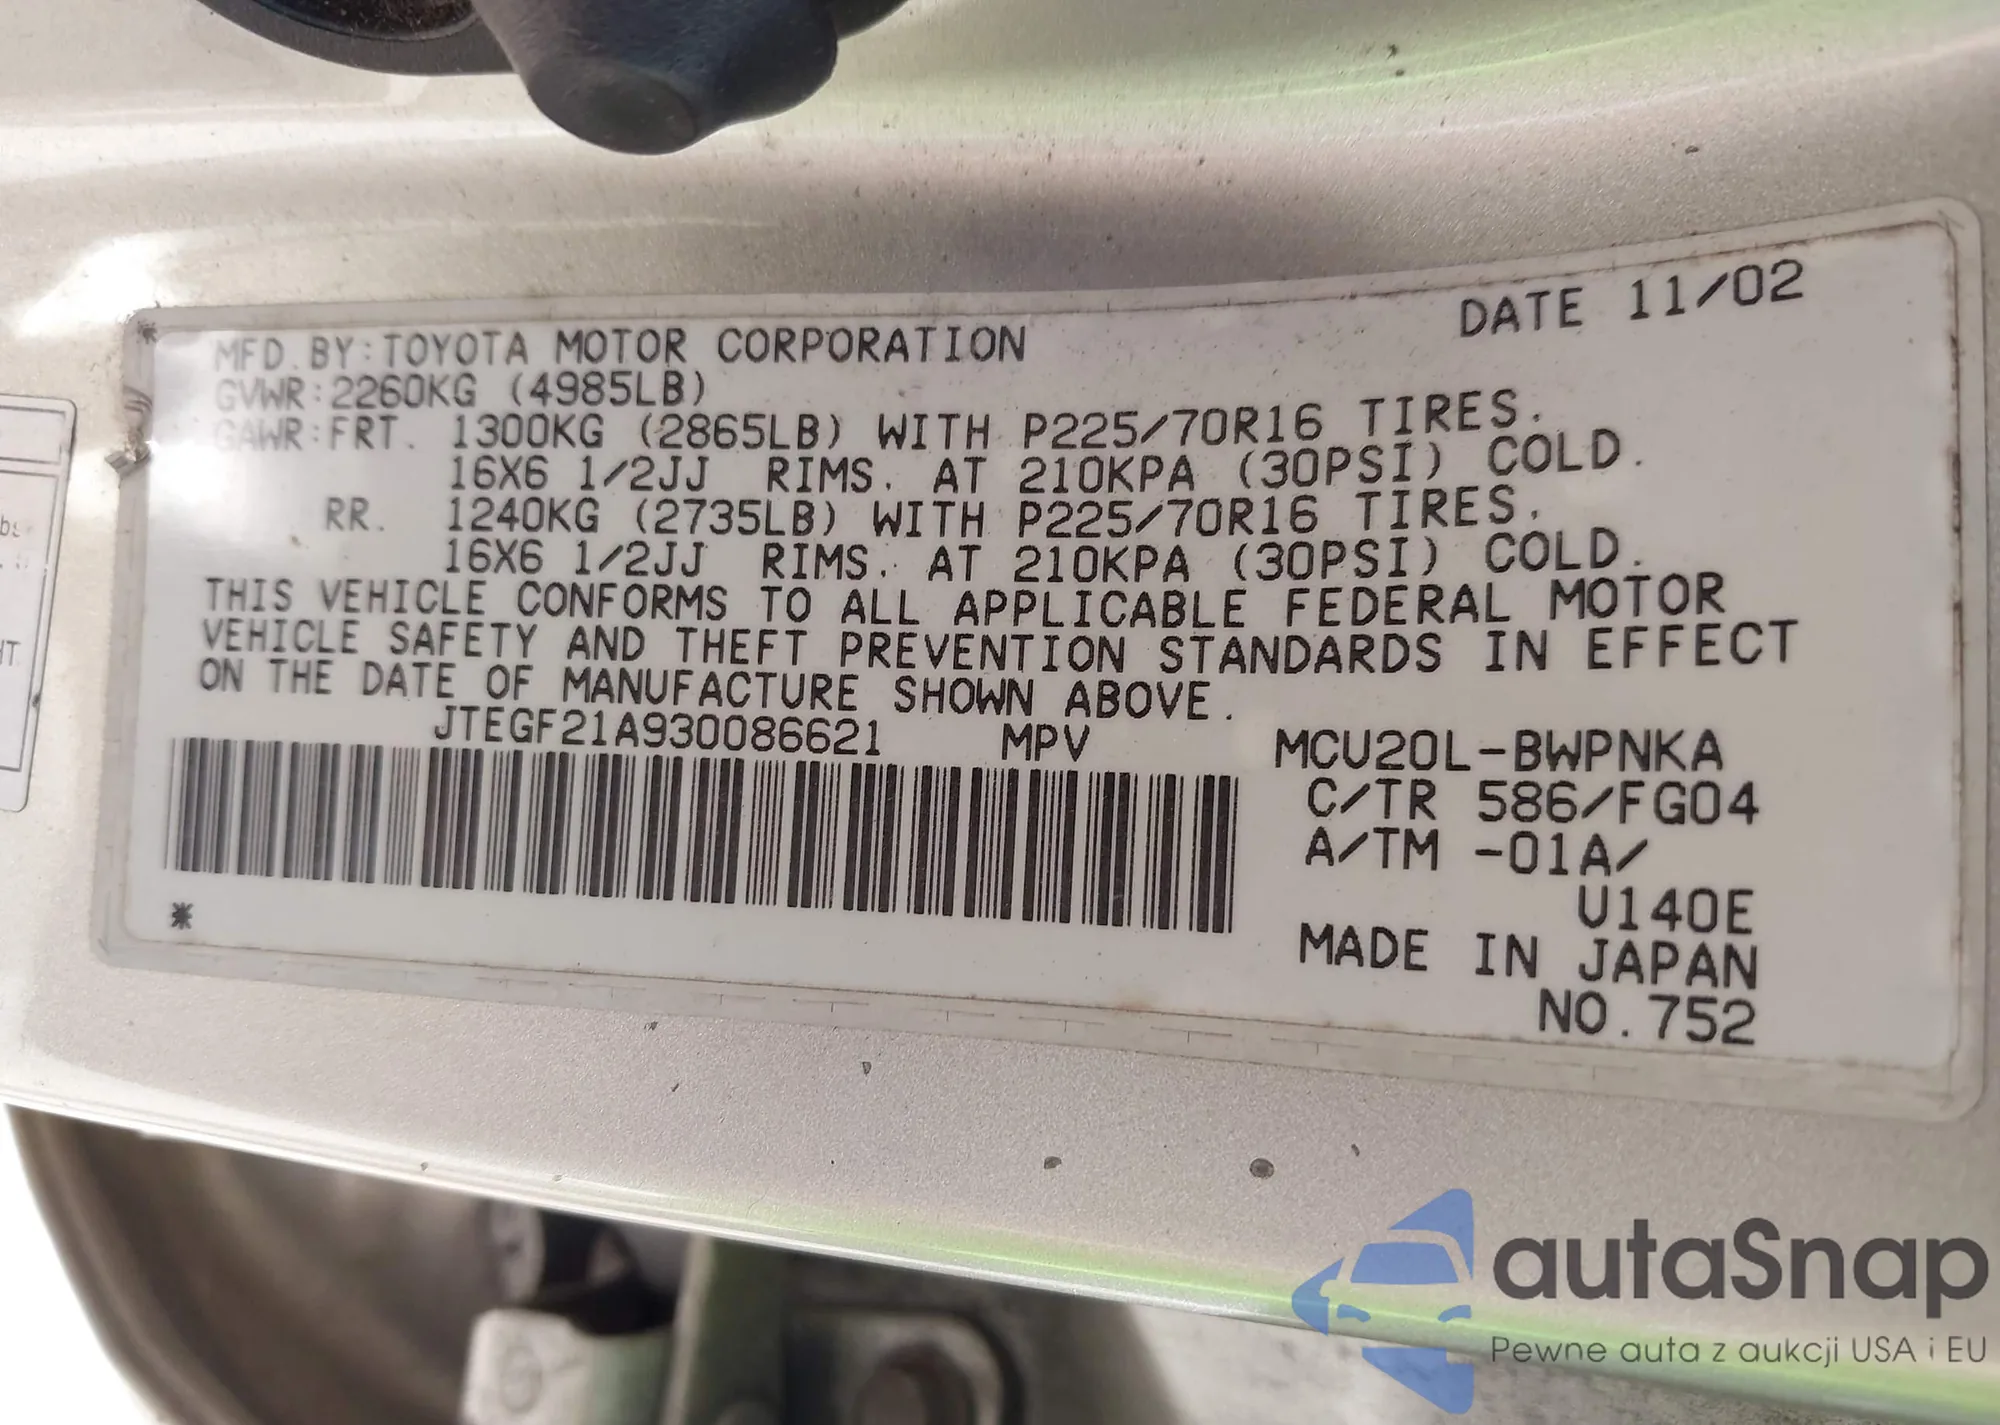 DATE 11/02
MFD. BY:TOYOTA MOTOR CORPORATION
GVWR:2260KG (4985LB)
GAWR:FRT. 1300KG (2865LB) WITH P225/70R16 TIRES.
16X6 1/2JJ RIMS. AT 210KPA (30PSI) COLD.
RR. 1240KG (2735LB) WITH P225/70R16 TIRES.
16X6 1/2JJ RIMS. AT 210KPA (30PSI) COLD.
THIS VEHICLE CONFORMS TO ALL APPLICABLE FEDERAL MOTOR
VEHICLE SAFETY AND THEFT PREVENTION STANDARDS IN EFFECT
ON THE DATE OF MANUFACTURE SHOWN ABOVE.
JTEGF21A930086621 MPV MCU20L-BWPNKA
C/TR 586/FG04
A/TM -01A/
U140E
MADE IN JAPAN
NO.752
autaSnap
Pewne auta z aukcji USA i EU